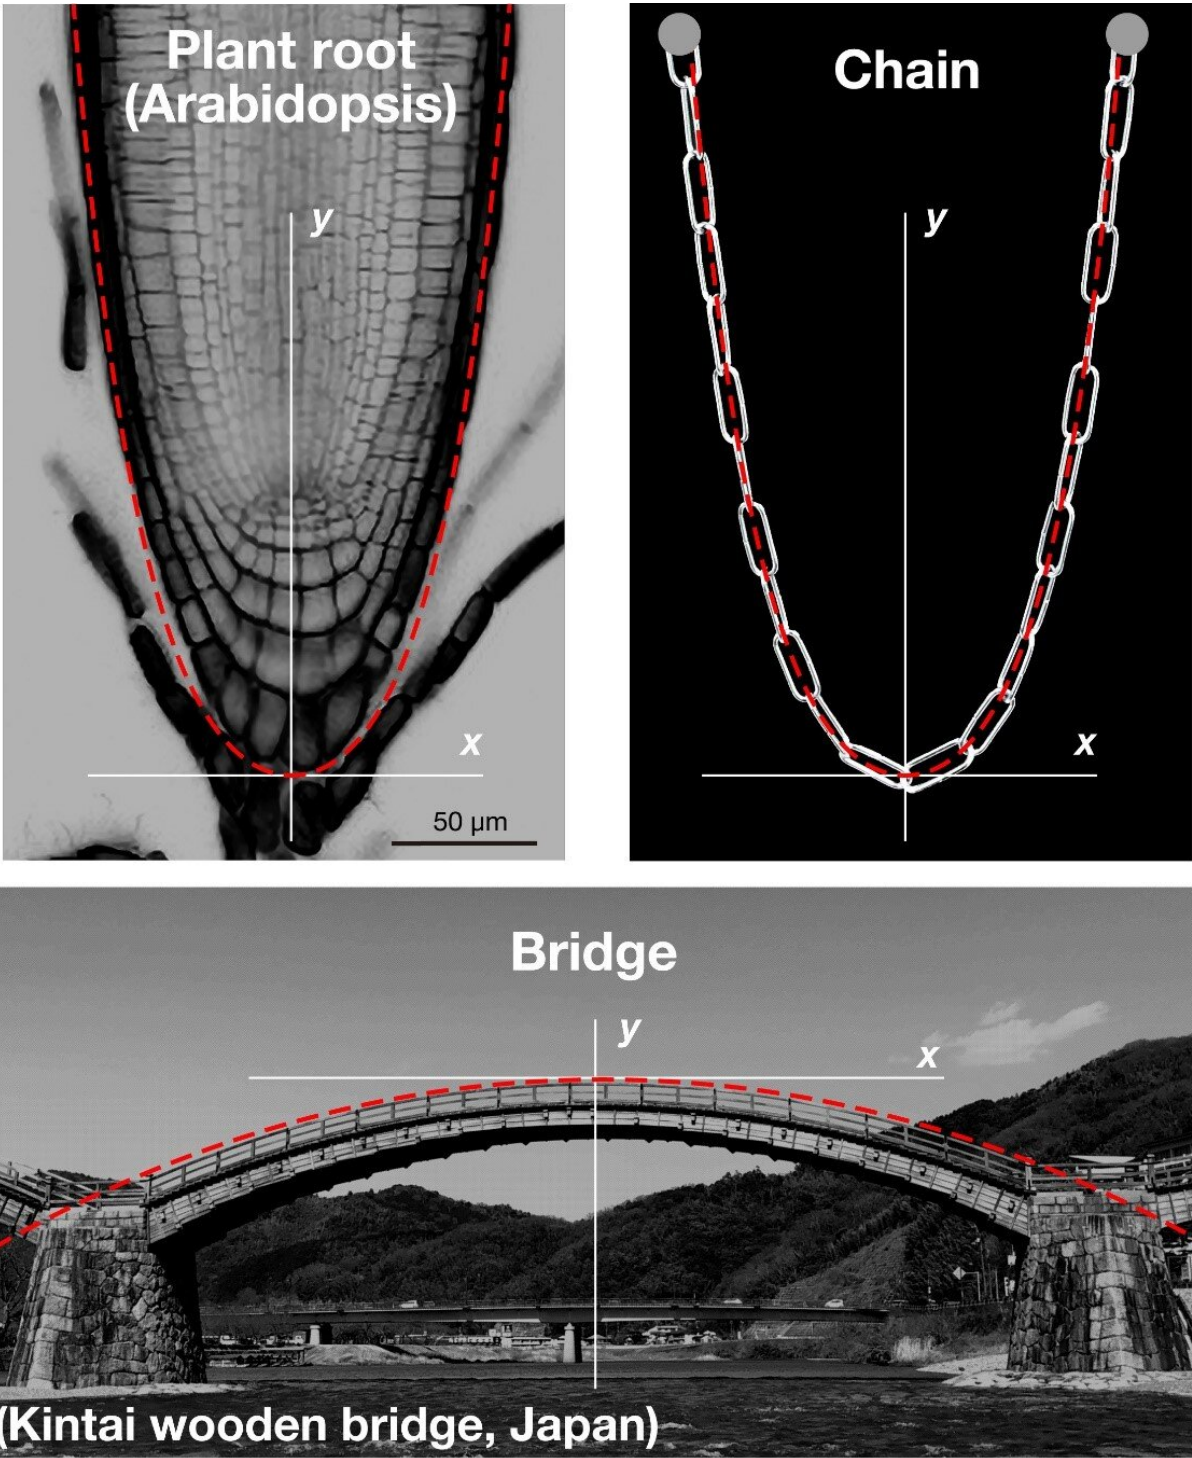 Plant root
(Arabidopsis)
y
x
50 µm
Chain
y
x
Bridge
y
x
(Kintai wooden bridge, Japan)